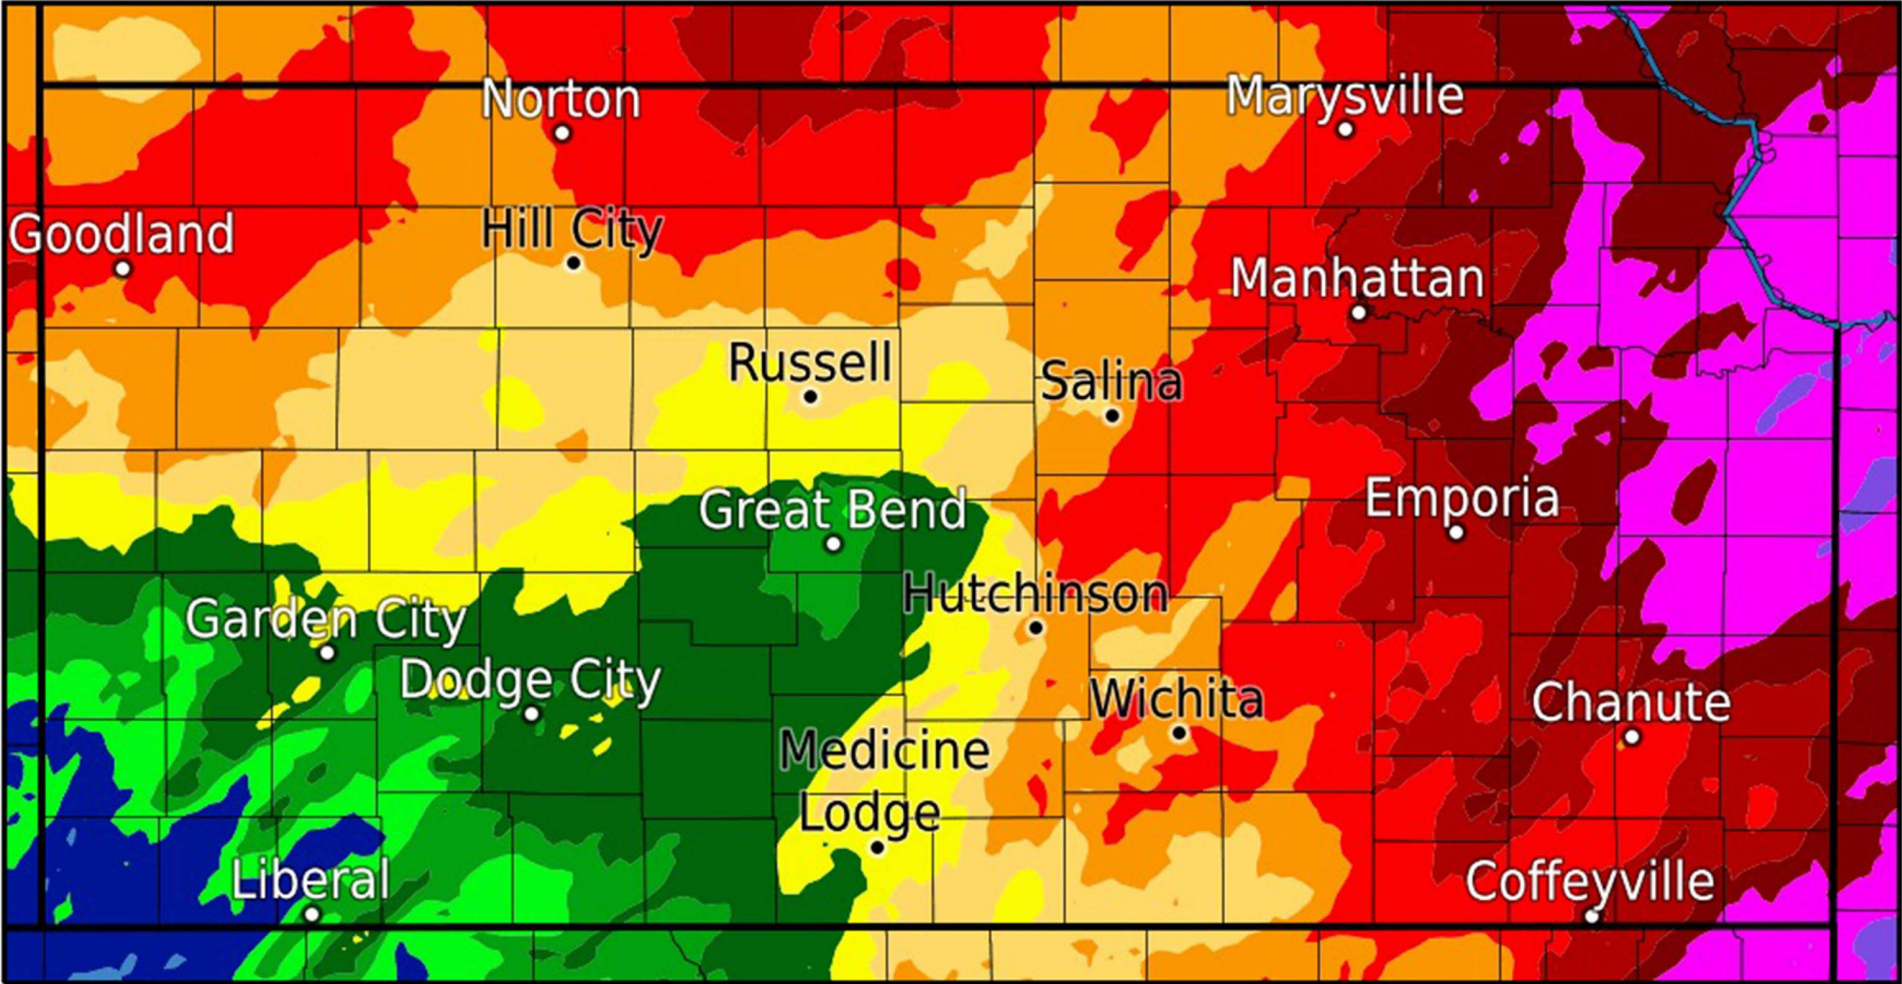 Norton
Marysville
Goodland
Hill City
Manhattan
Russell
Salina
Great Bend
Emporia
Hutchinson
Garden City
Dodge City
Wichita
Chanute
Medicine
Lodge
Liberal
Coffeyville